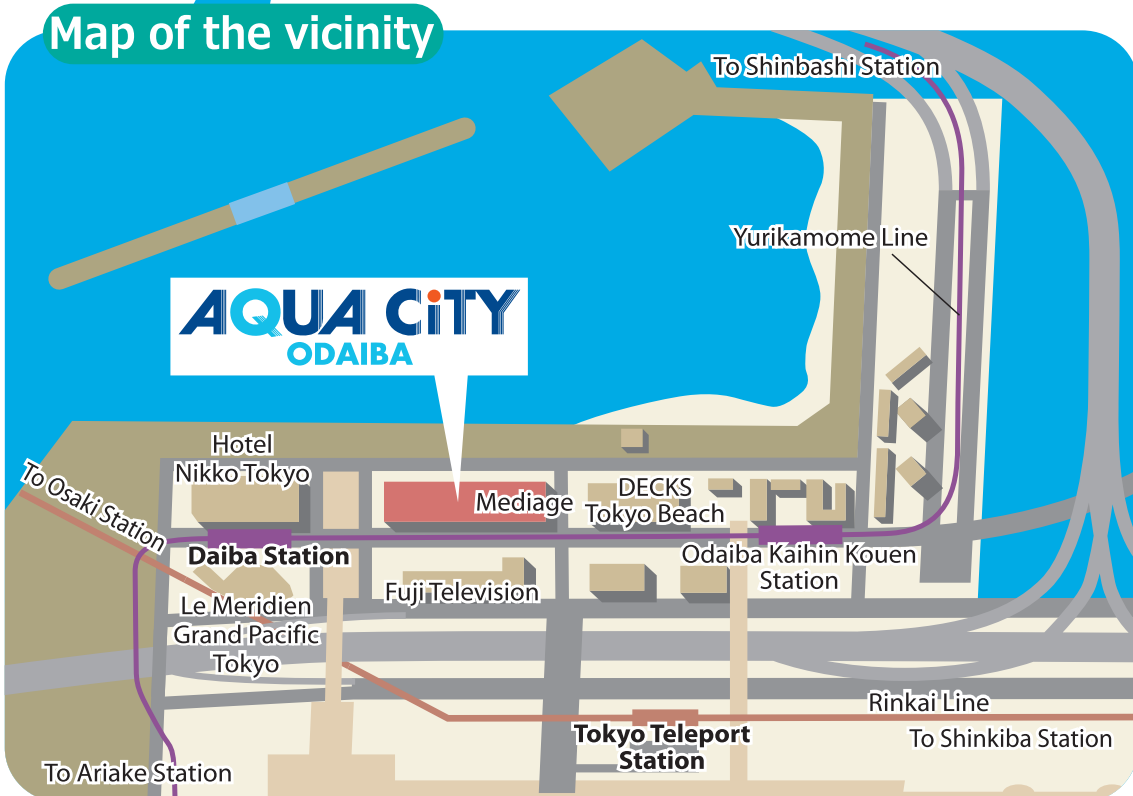 Map of the vicinity
To Shinbashi Station
Yurikamome Line
AQUA CiTY
ODAIBA
Hotel
Nikko Tokyo
To Osaki Station
Mediage
DECKS
Tokyo Beach
Daiba Station
Odaiba Kaihin Kouen
Station
Fuji Television
Le Meridien
Grand Pacific
Tokyo
Rinkai Line
Tokyo Teleport
Station
To Shinkiba Station
To Ariake Station